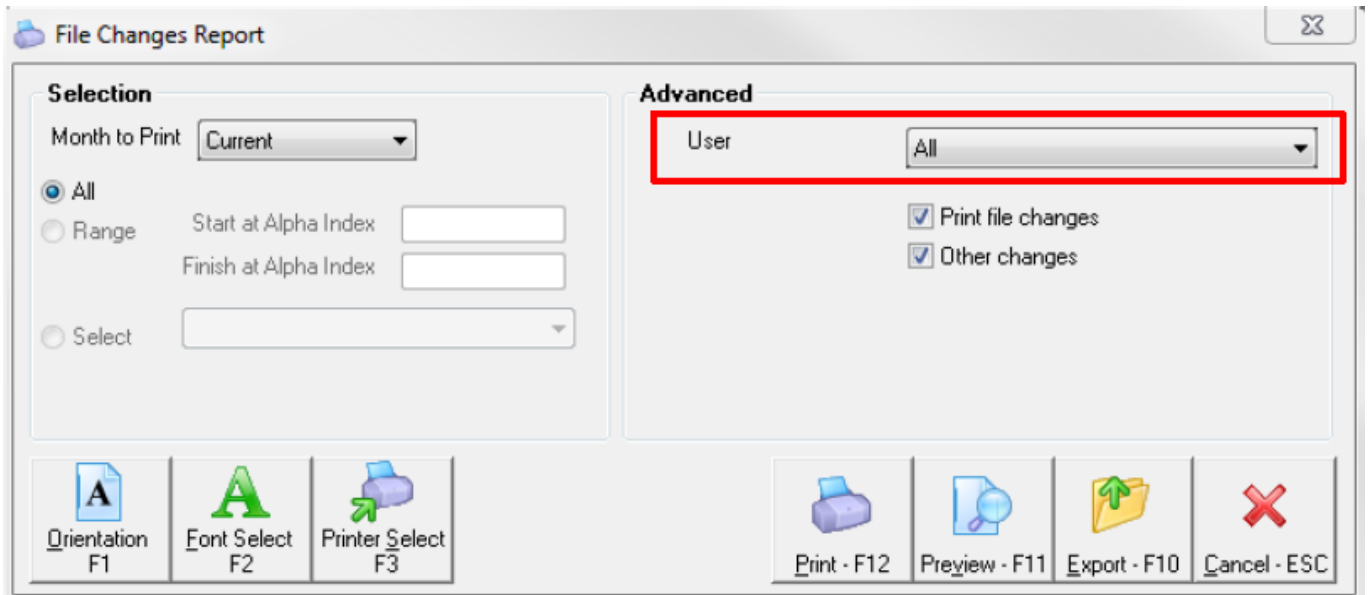 File Changes Report
Selection
Month to Print Current
All
Range Start at Alpha Index
Finish at Alpha Index
Select
Advanced
User All
Print file changes
Other changes
A
Orientation
F1
A
Font Select
F2
Printer Select
F3
Print - F12
Preview - F11
Export - F10
Cancel - ESC